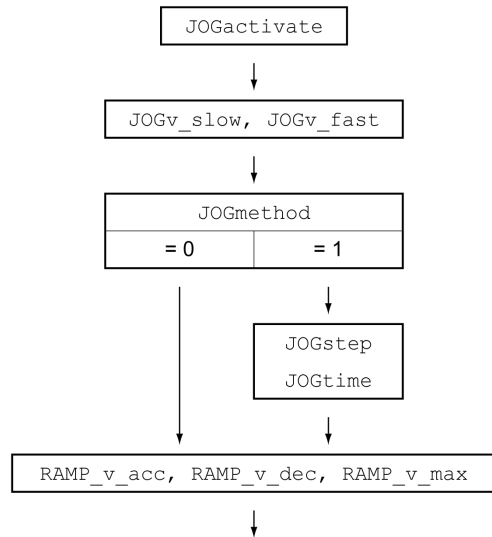 JOGactivate
JOGv_slow, JOGv_fast
JOGmethod
= 0 = 1
JOGstep
JOGtime
RAMP_v_acc, RAMP_v_dec, RAMP_v_max